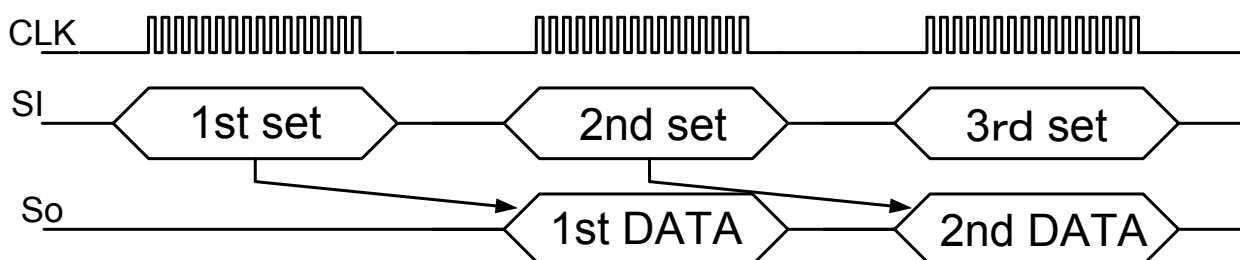 CLK
SI
1st set
2nd set
3rd set
So
1st DATA
2nd DATA